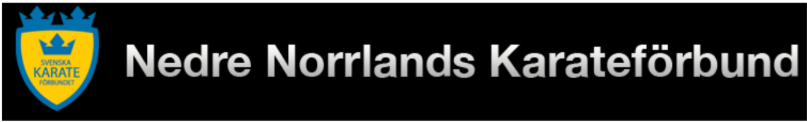 SVENSKA
KARATE
FÖRBUNDET
Nedre Norrlands Karateförbund